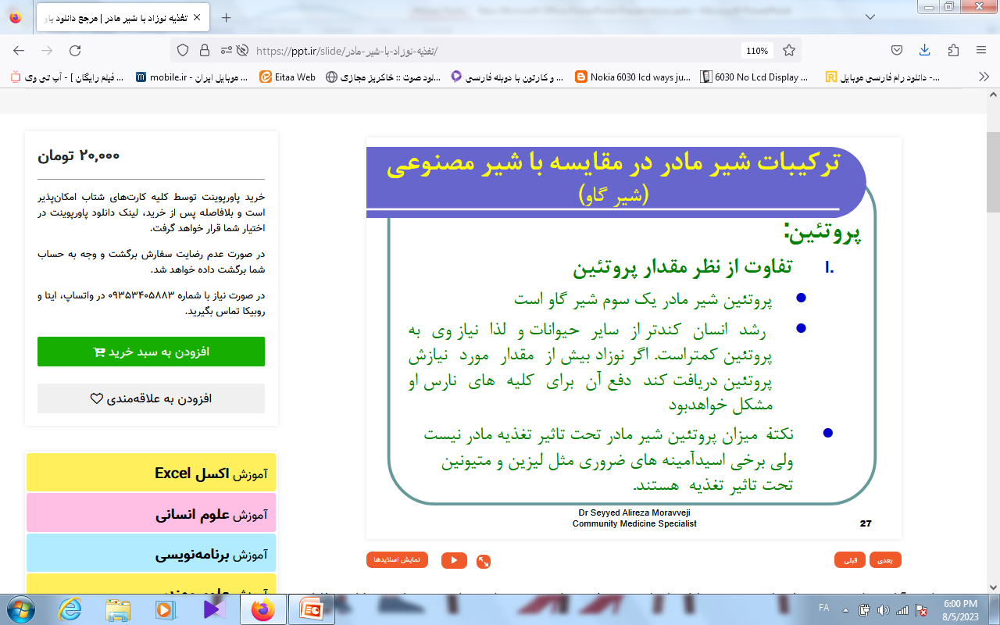 تغذیه نوزاد با شیر مادر | مرجع دانلود پاو
https://ppt.ir/slide/تغذیه-نوزاد-با-شیر-مادر/
110%
فیلم رایگان ] - آپ تی وی...
موبایل ایران - mobile.ir...
Eitaa Web
لود صوت :: خاکریز مجازی...
و کارتون با دوبله فارسی...
Nokia 6030 lcd ways ju...
6030 No Lcd Display ...
دانلود رام فارسی موبایل -...
۲۰,۰۰۰ تومان
خرید پاورپوینت توسط کلیه کارت‌های شتاب امکان‌پذیر
است و بلافاصله پس از خرید، لینک دانلود پاورپوینت در
اختیار شما قرار خواهد گرفت.
در صورت عدم رضایت سفارش برگشت و وجه به حساب
شما برگشت داده خواهد شد.
در صورت نیاز با شماره ۰۹۳۵۳۴۰۵۸۸۳ در واتساپ، ایتا و
روبیکا تماس بگیرید.
افزودن به سبد خرید
افزودن به علاقه‌مندی
آموزش اکسل Excel
آموزش علوم انسانی
آموزش برنامه‌نویسی
ترکیبات شیر مادر در مقایسه با شیر مصنوعی
(شیر گاو)
پروتئین:
I. تفاوت از نظر مقدار پروتئین
● پروتئین شیر مادر یک سوم شیر گاو است
● رشد انسان کندتر از سایر حیوانات و لذا نیاز وی به
پروتئین کمتراست. اگر نوزاد بیش از مقدار مورد نیازش
پروتئین دریافت کند دفع آن برای کلیه های نارس او
مشکل خواهدبود
● نکتۀ میزان پروتئین شیر مادر تحت تاثیر تغذیه مادر نیست
ولی برخی اسیدآمینه های ضروری مثل لیزین و متیونین
تحت تاثیر تغذیه هستند.
Dr Seyyed Alireza Moravveji
Community Medicine Specialist
27
نمایش اسلایدها
قبلی
بعدی
FA
6:00 PM
8/5/2023